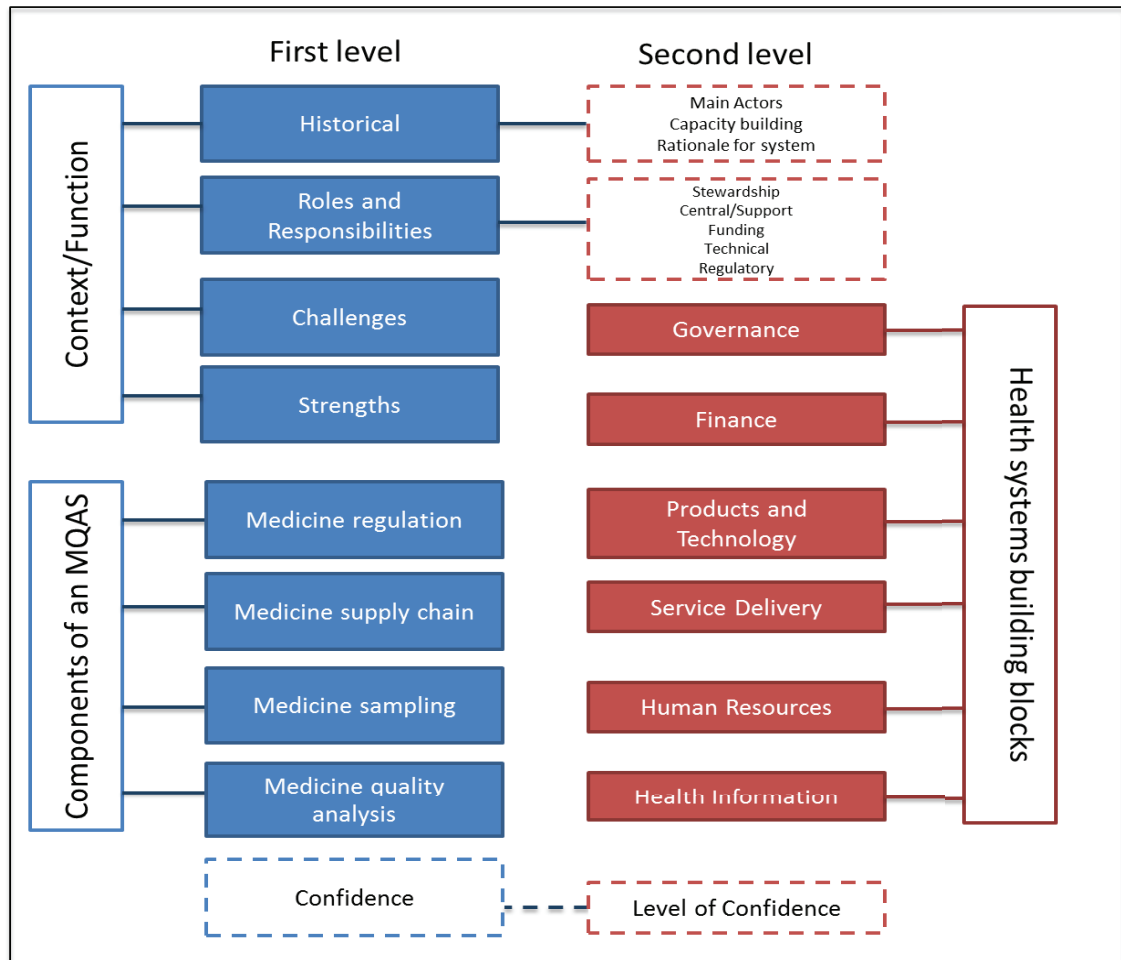 First level
Second level
Context/Function
Historical
Main Actors
Capacity building
Rationale for system
Roles and
Responsibilities
Stewardship
Central/Support
Funding
Technical
Regulatory
Challenges
Governance
Strengths
Finance
Health systems building blocks
Components of an MQAS
Medicine regulation
Products and
Technology
Medicine supply chain
Service Delivery
Medicine sampling
Human Resources
Medicine quality
analysis
Health Information
Confidence
Level of Confidence